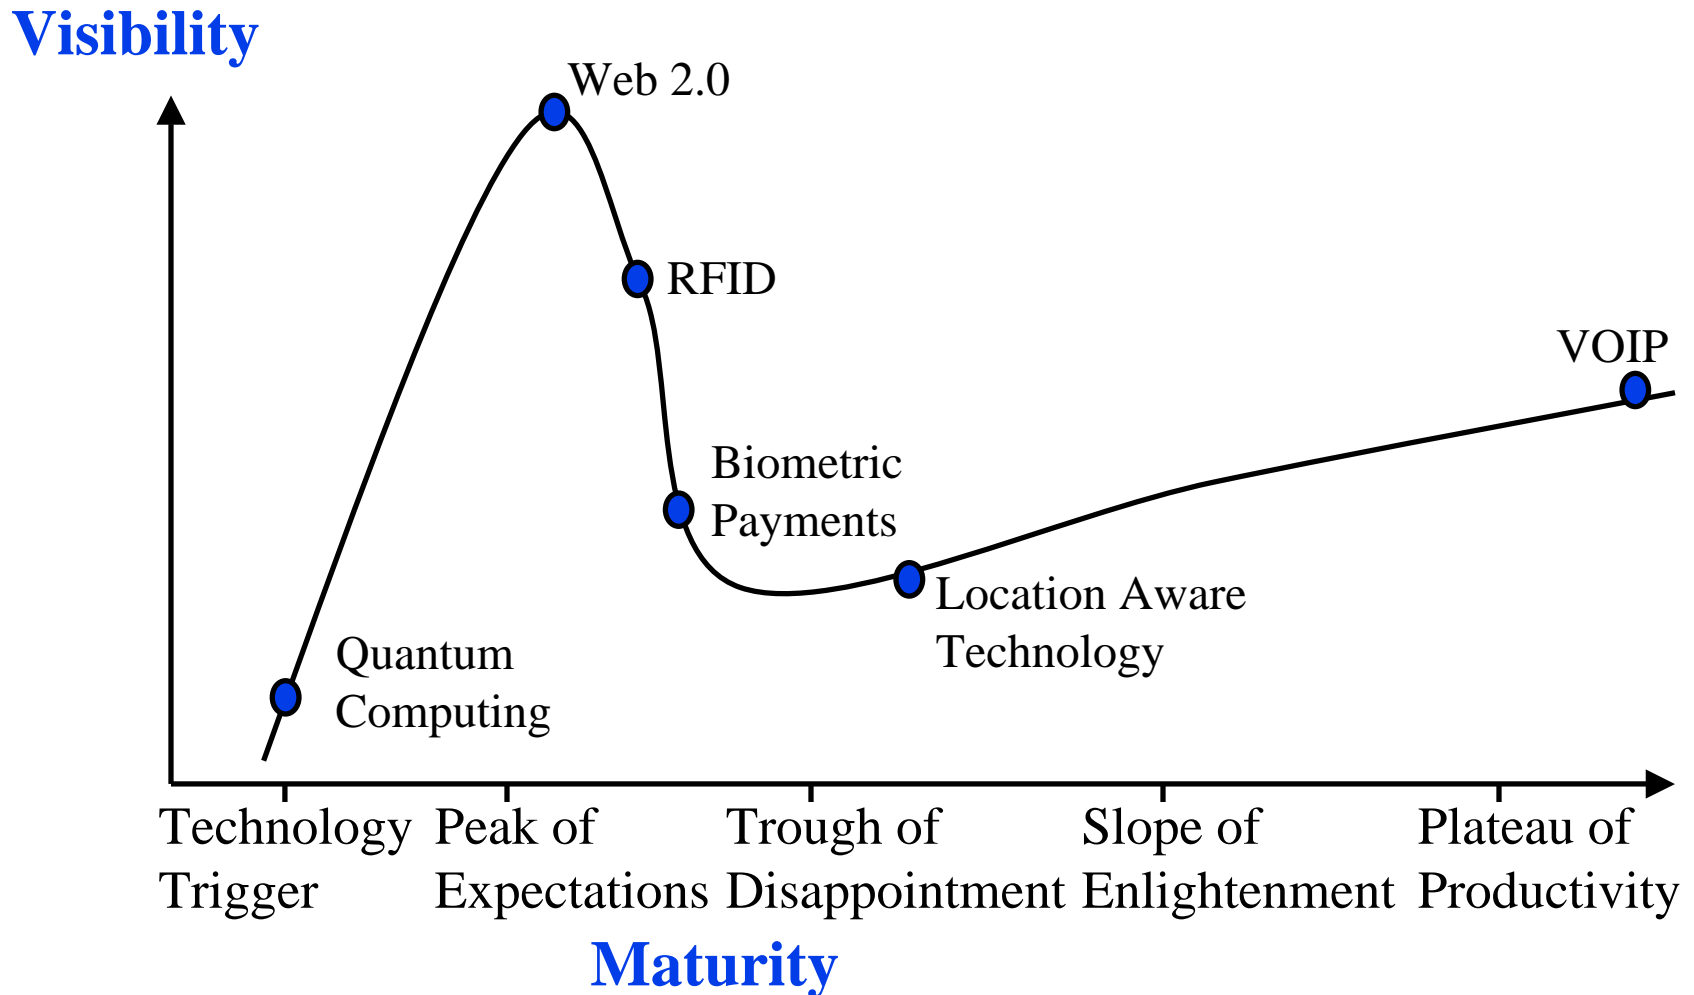 Visibility
Web 2.0
RFID
VOIP
Biometric
Payments
Location Aware
Technology
Quantum
Computing
Technology
Trigger
Peak of
Expectations
Trough of
Disappointment
Slope of
Enlightenment
Plateau of
Productivity
Maturity